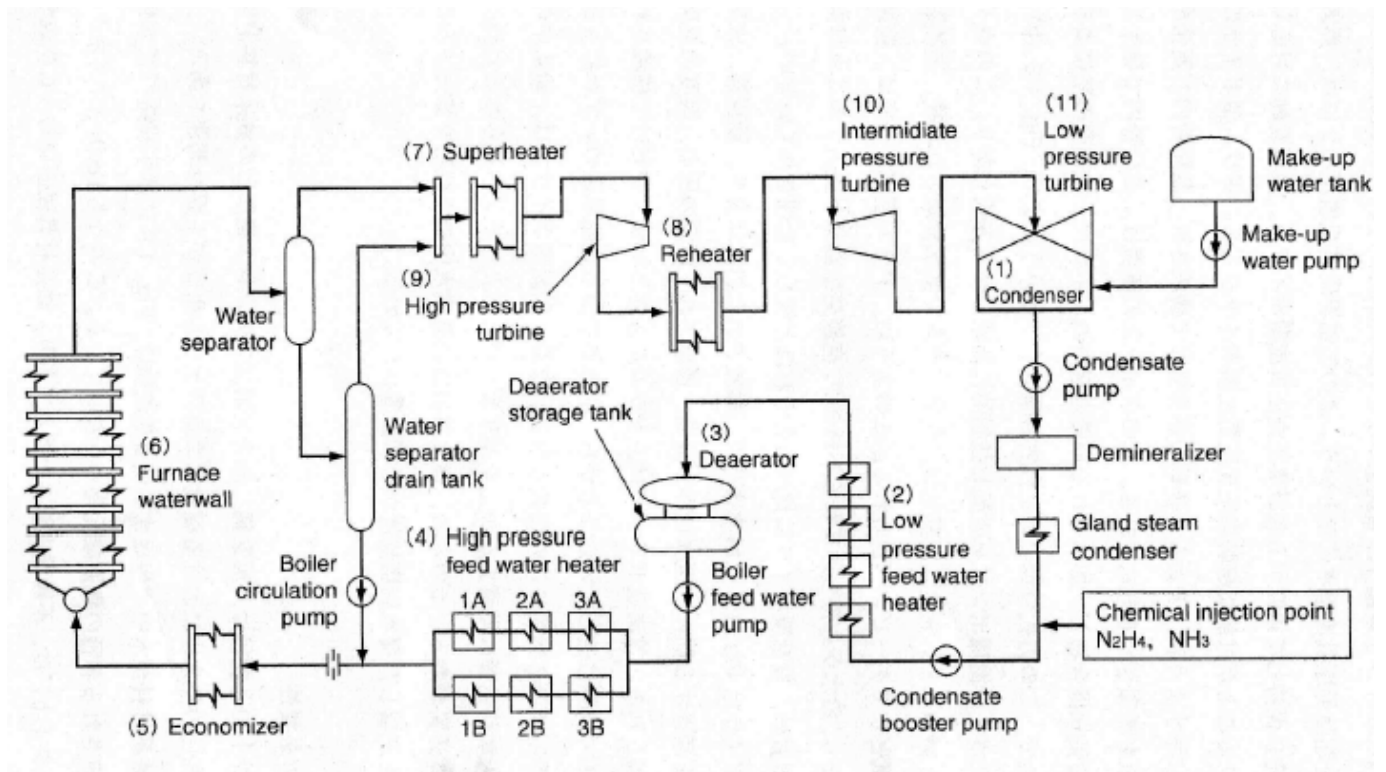 (10)
Intermidiate
pressure
turbine
(11)
Low
pressure
turbine
Make-up
water tank
Make-up
water pump
(7) Superheater
(8)
Reheater
(9)
High pressure
turbine
(1)
Condenser
Water
separator
Condensate
pump
Deaerator
storage tank
(3)
Deaerator
Demineralizer
(6)
Furnace
waterwall
Water
separator
drain tank
(2)
Low
pressure feed water
heater
Gland steam
condenser
(4) High pressure
feed water heater
Boiler
circulation
pump
Boiler
feed water
pump
1A 2A 3A
1B 2B 3B
Chemical injection point
N2H4, NH3
Condensate
booster pump
(5) Economizer